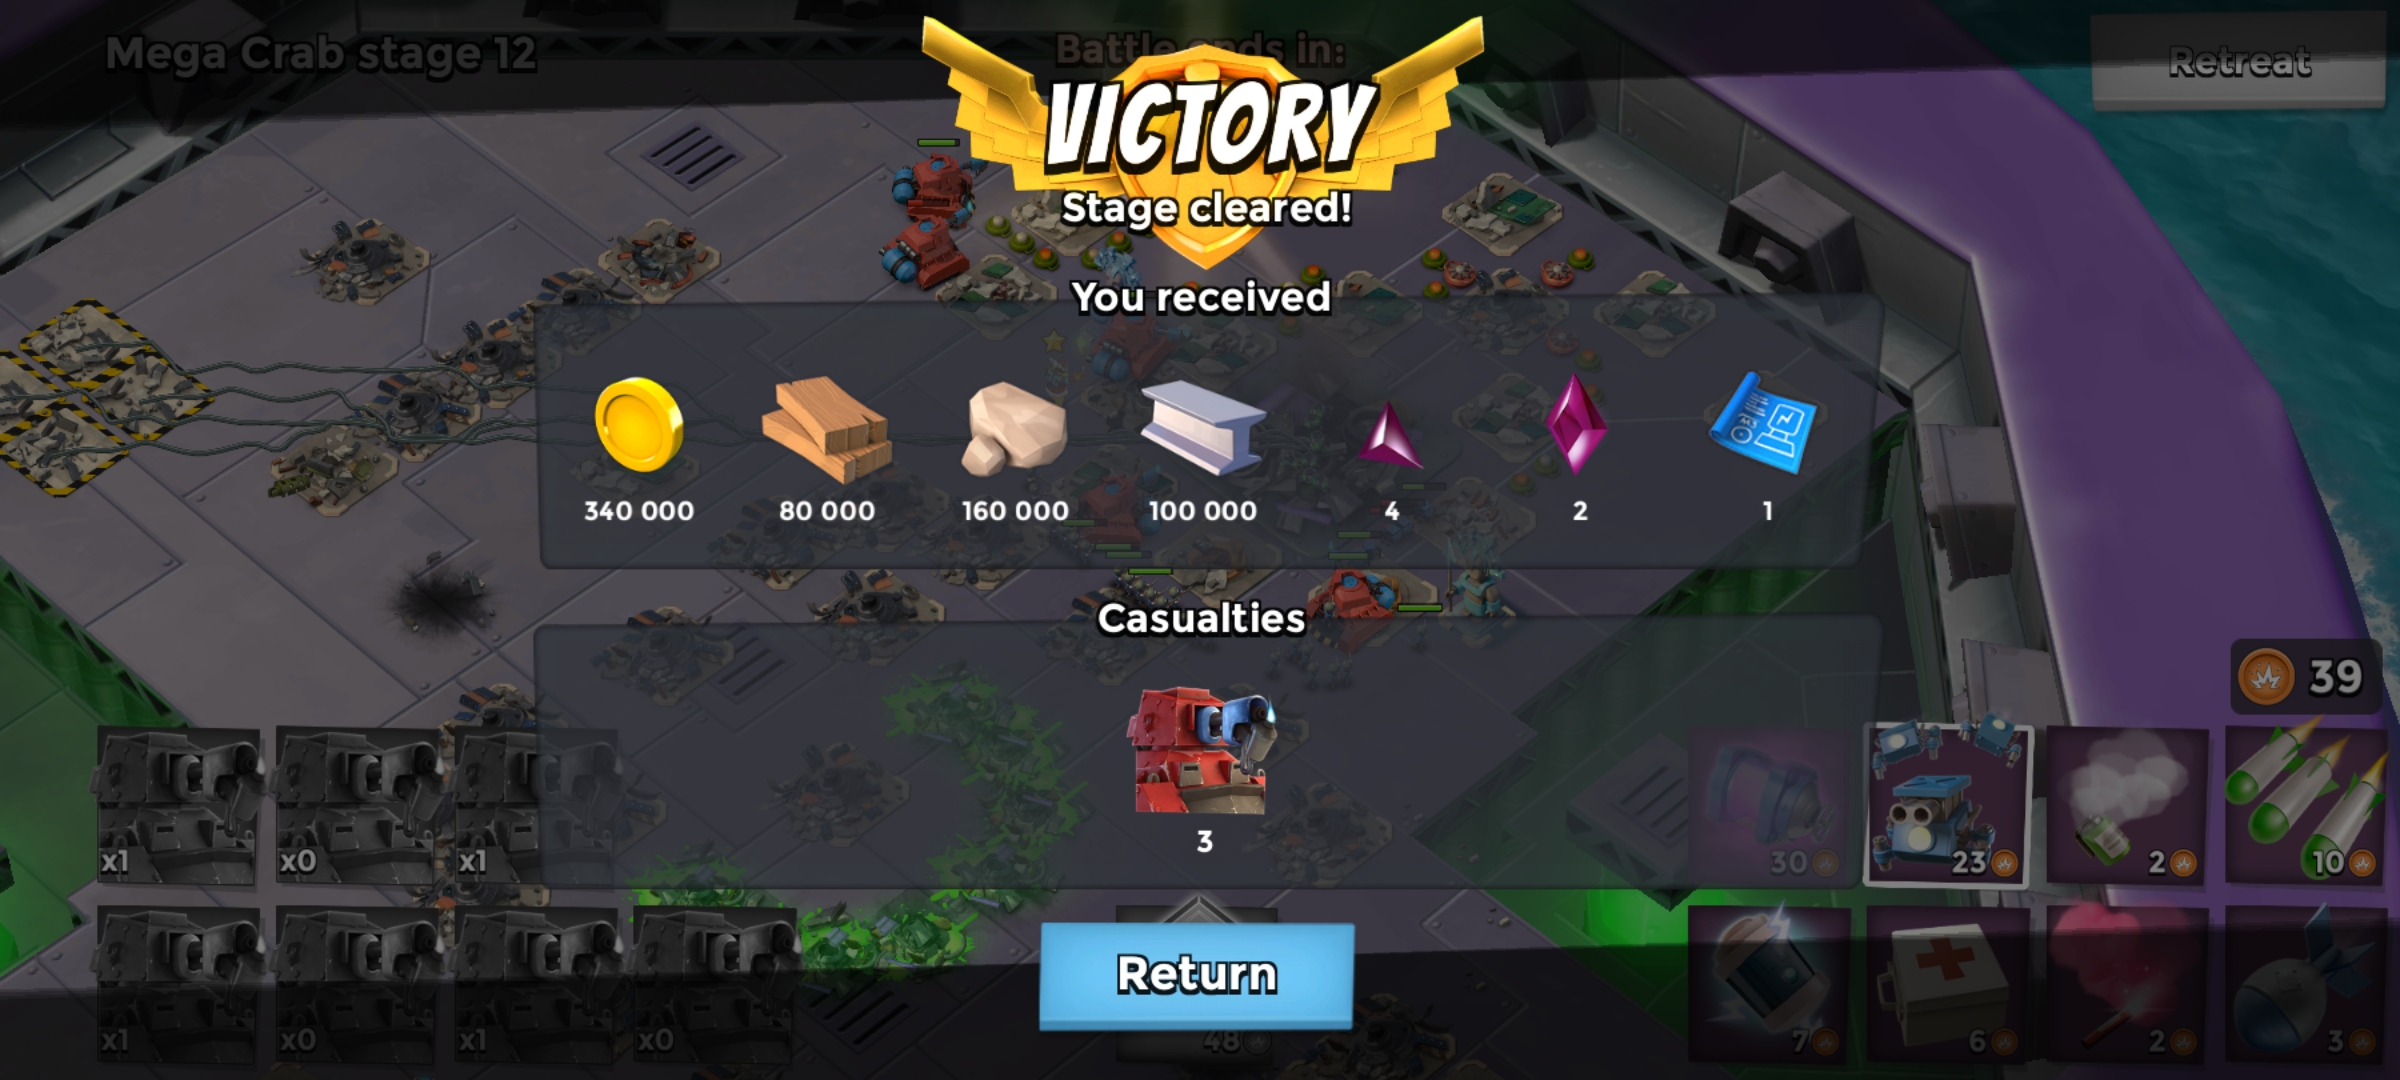 Mega Crab stage 12
Battle ends in:
Retreat
VICTORY
Stage cleared!
You received
340 000
80 000
160 000
100 000
4
2
1
Casualties
3
39
x1
x0
x1
30
23
2
10
x1
x0
x1
x0
Return
48
7
6
2
3